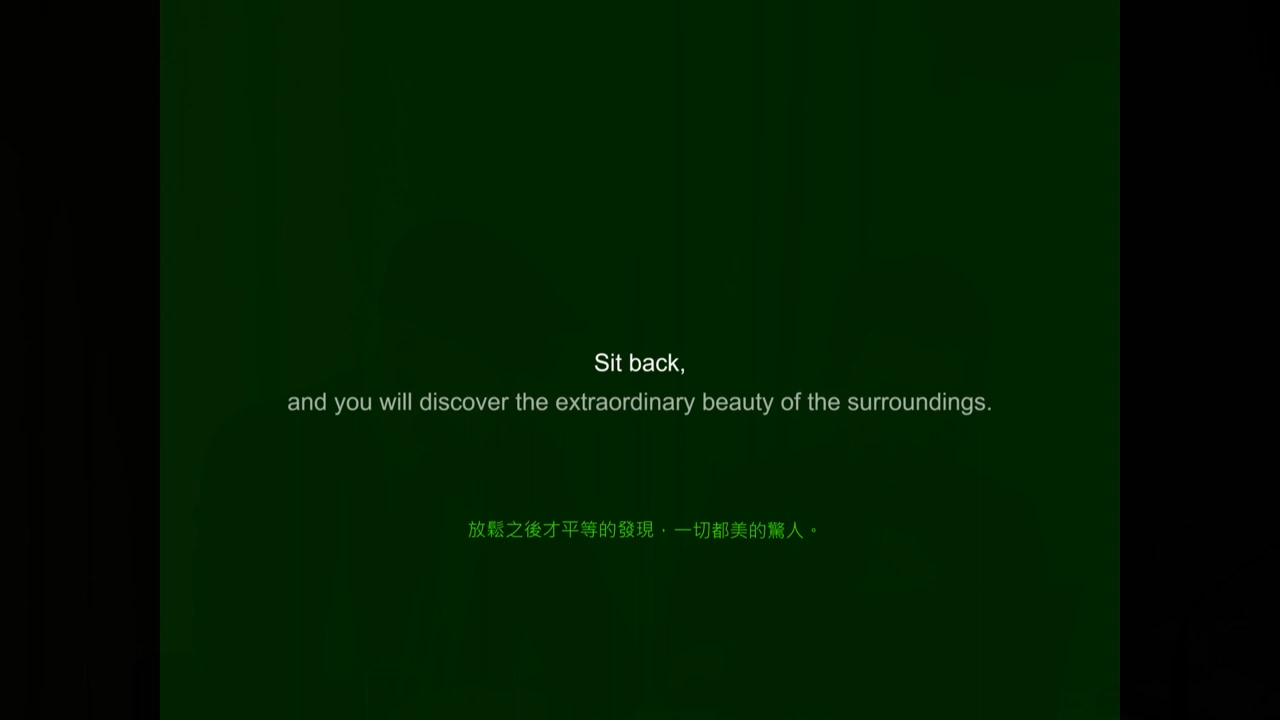 Sit back,
and you will discover the extraordinary beauty of the surroundings.
放鬆之後才平等的發現，一切都美的驚人。